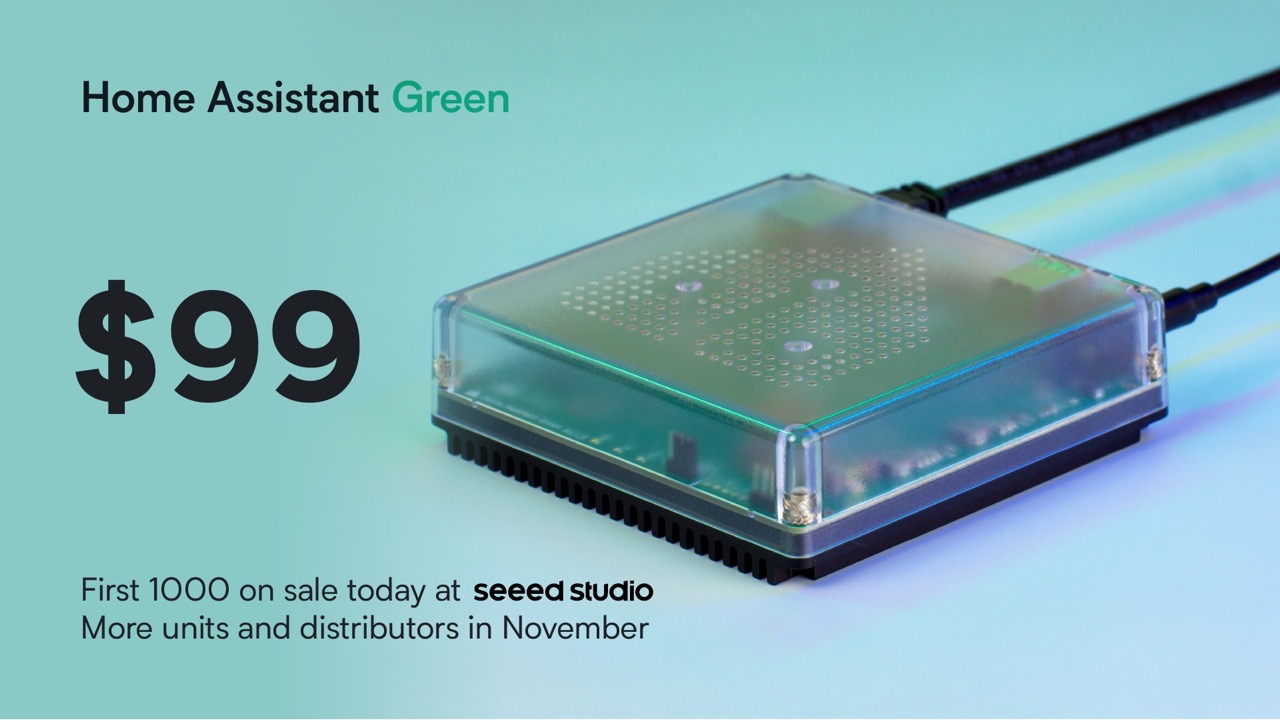 Home Assistant Green
$99
First 1000 on sale today at seeed studio
More units and distributors in November